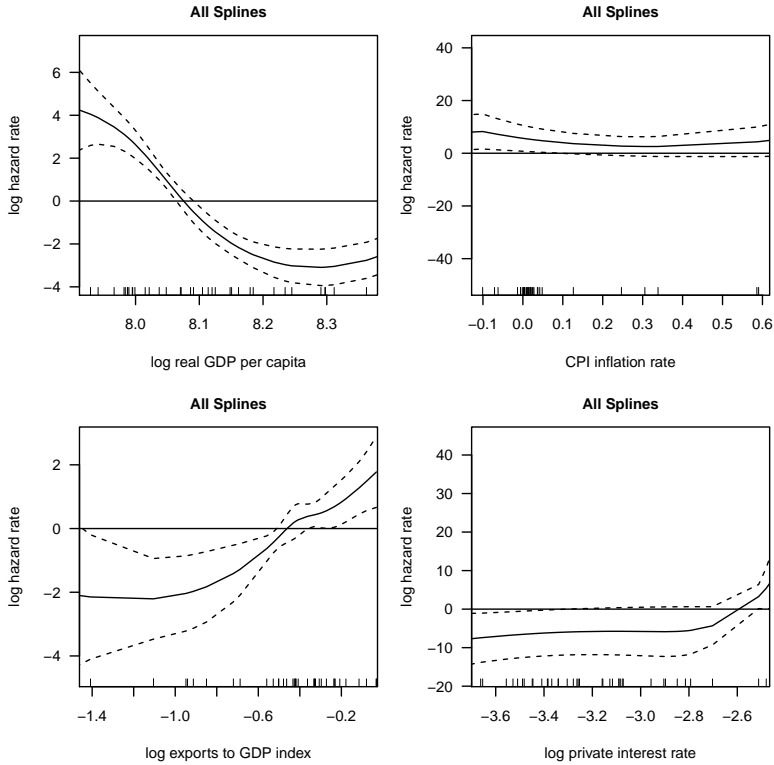 All Splines
6
4
2
0
−2
−4
log hazard rate
8.0 8.1 8.2 8.3
log real GDP per capita
All Splines
40
20
0
−20
−40
log hazard rate
−0.1 0.0 0.1 0.2 0.3 0.4 0.5 0.6
CPI inflation rate
All Splines
2
0
−2
−4
log hazard rate
−1.4 −1.0 −0.6 −0.2
log exports to GDP index
All Splines
40
30
20
10
0
−10
−20
log hazard rate
−3.6 −3.4 −3.2 −3.0 −2.8 −2.6
log private interest rate